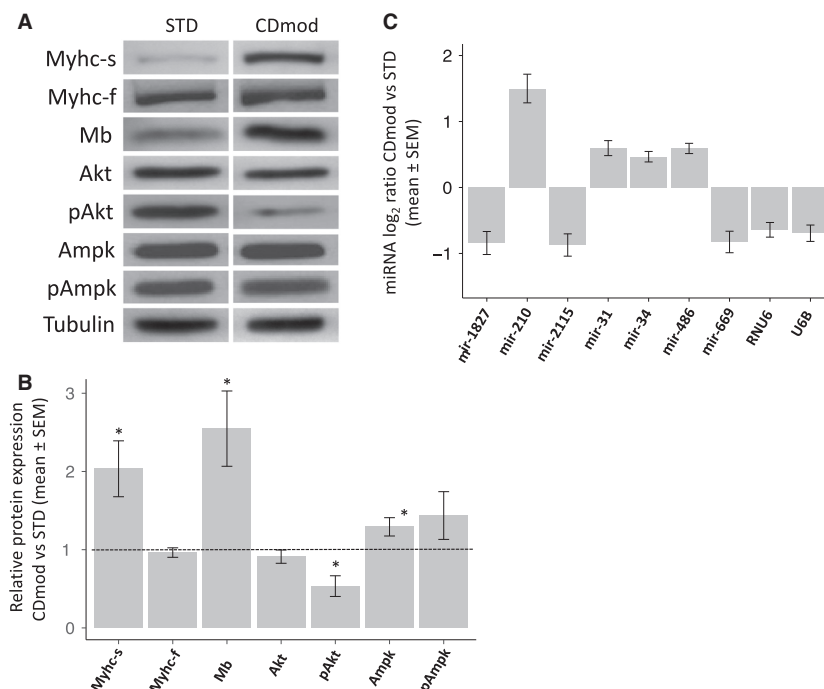 A
STD CDmod
Myhc-s
Myhc-f
Mb
Akt
pAkt
Ampk
pAmpk
Tubulin
B
Relative protein expression
CDmod vs STD (mean ± SEM)
3
2
1
0
*
*
*
*
Myhc-s Myhc-f Mb Akt pAkt Ampk pAmpk
C
miRNA log2 ratio CDmod vs STD
(mean ± SEM)
2
1
0
−1
mir-1827 mir-210 mir-2115 mir-31 mir-34 mir-486 mir-669 RNU6 U6B